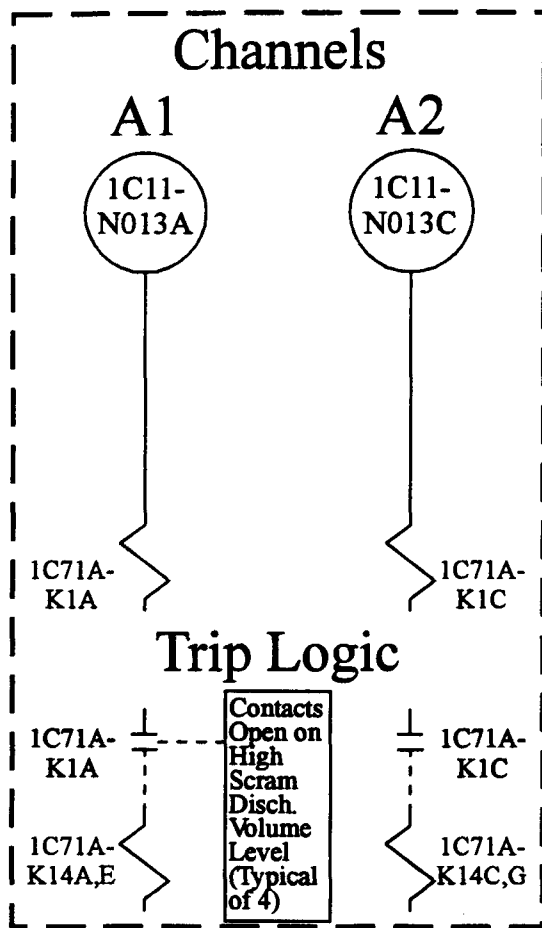 Channels
A1
A2
1C11-
N013A
1C11-
N013C
1C71A-
K1A
1C71A-
K1C
Trip Logic
1C71A-
K1A
Contacts
Open on
High
Scram
Disch.
Volume
Level
(Typical
of 4)
1C71A-
K1C
1C71A-
K14A,E
1C71A-
K14C,G